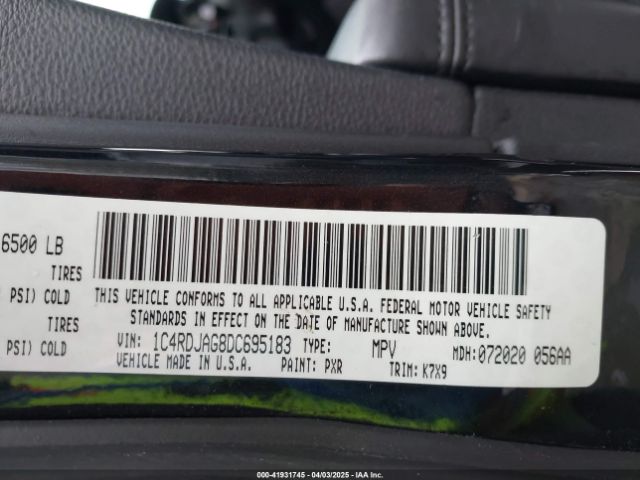 6500 LB
TIRES
PSI) COLD
THIS VEHICLE CONFORMS TO ALL APPLICABLE U.S.A. FEDERAL MOTOR VEHICLE SAFETY
STANDARDS IN EFFECT ON THE DATE OF MANUFACTURE SHOWN ABOVE.
TIRES
VIN: 1C4RDJAG8DC695183 TYPE: MPV MDH:072020 056AA
PSI) COLD
VEHICLE MADE IN U.S.A. PAINT: PXR TRIM: K7X9
000-41931745 - 04/03/2025 - IAA Inc.